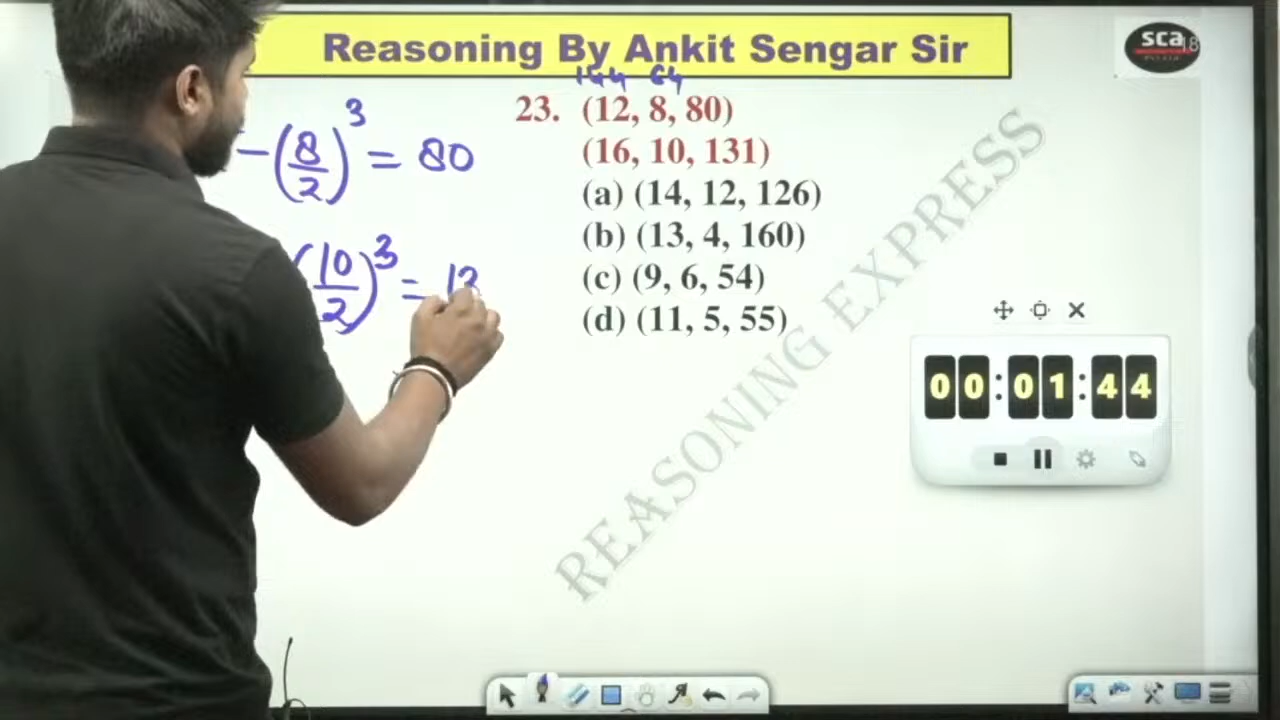 Reasoning By Ankit Sengar Sir
sca
18
144 64
23. (12, 8, 80)
(16, 10, 131)
(a) (14, 12, 126)
(b) (13, 4, 160)
(c) (9, 6, 54)
(d) (11, 5, 55)
- (8/2)^3 = 80
(10/2)^3 = 13
REASONING EXPRESS
00:01:44